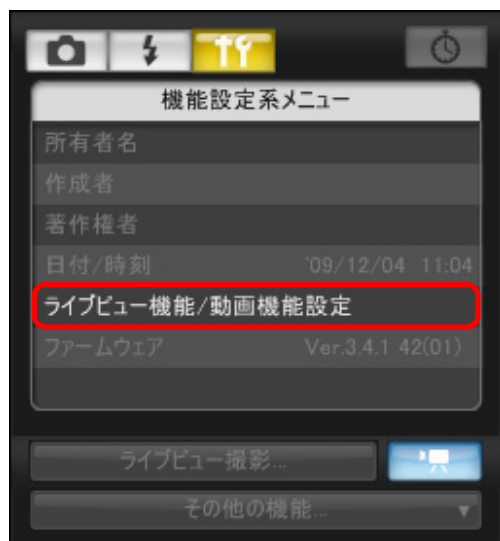 機能設定系メニュー
所有者名
作成者
著作権者
日付/時刻 '09/12/04 11:04
ライブビュー機能/動画機能設定
ファームウェア Ver.3.4.1 42(01)
ライブビュー撮影...
その他の機能...